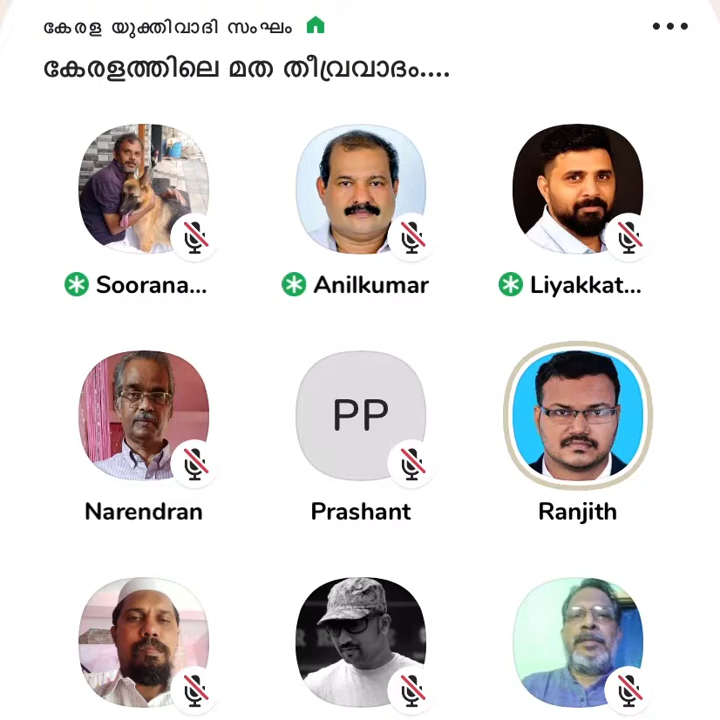 കേരള യുക്തിവാദി സംഘം
കേരളത്തിലെ മത തീവ്രവാദം....
Soorana... Anilkumar Liyakkat...
PP
Narendran Prashant Ranjith